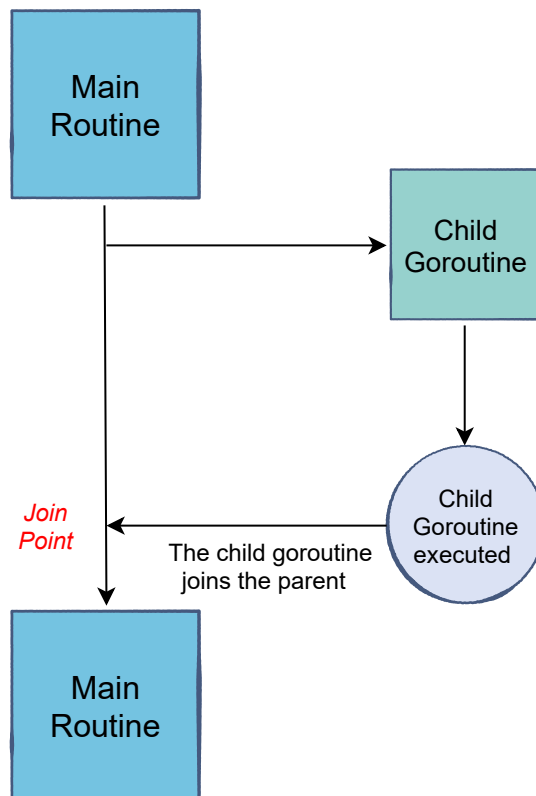 Main
Routine
Child
Goroutine
Child
Goroutine
executed
Join
Point
The child goroutine
joins the parent
Main
Routine